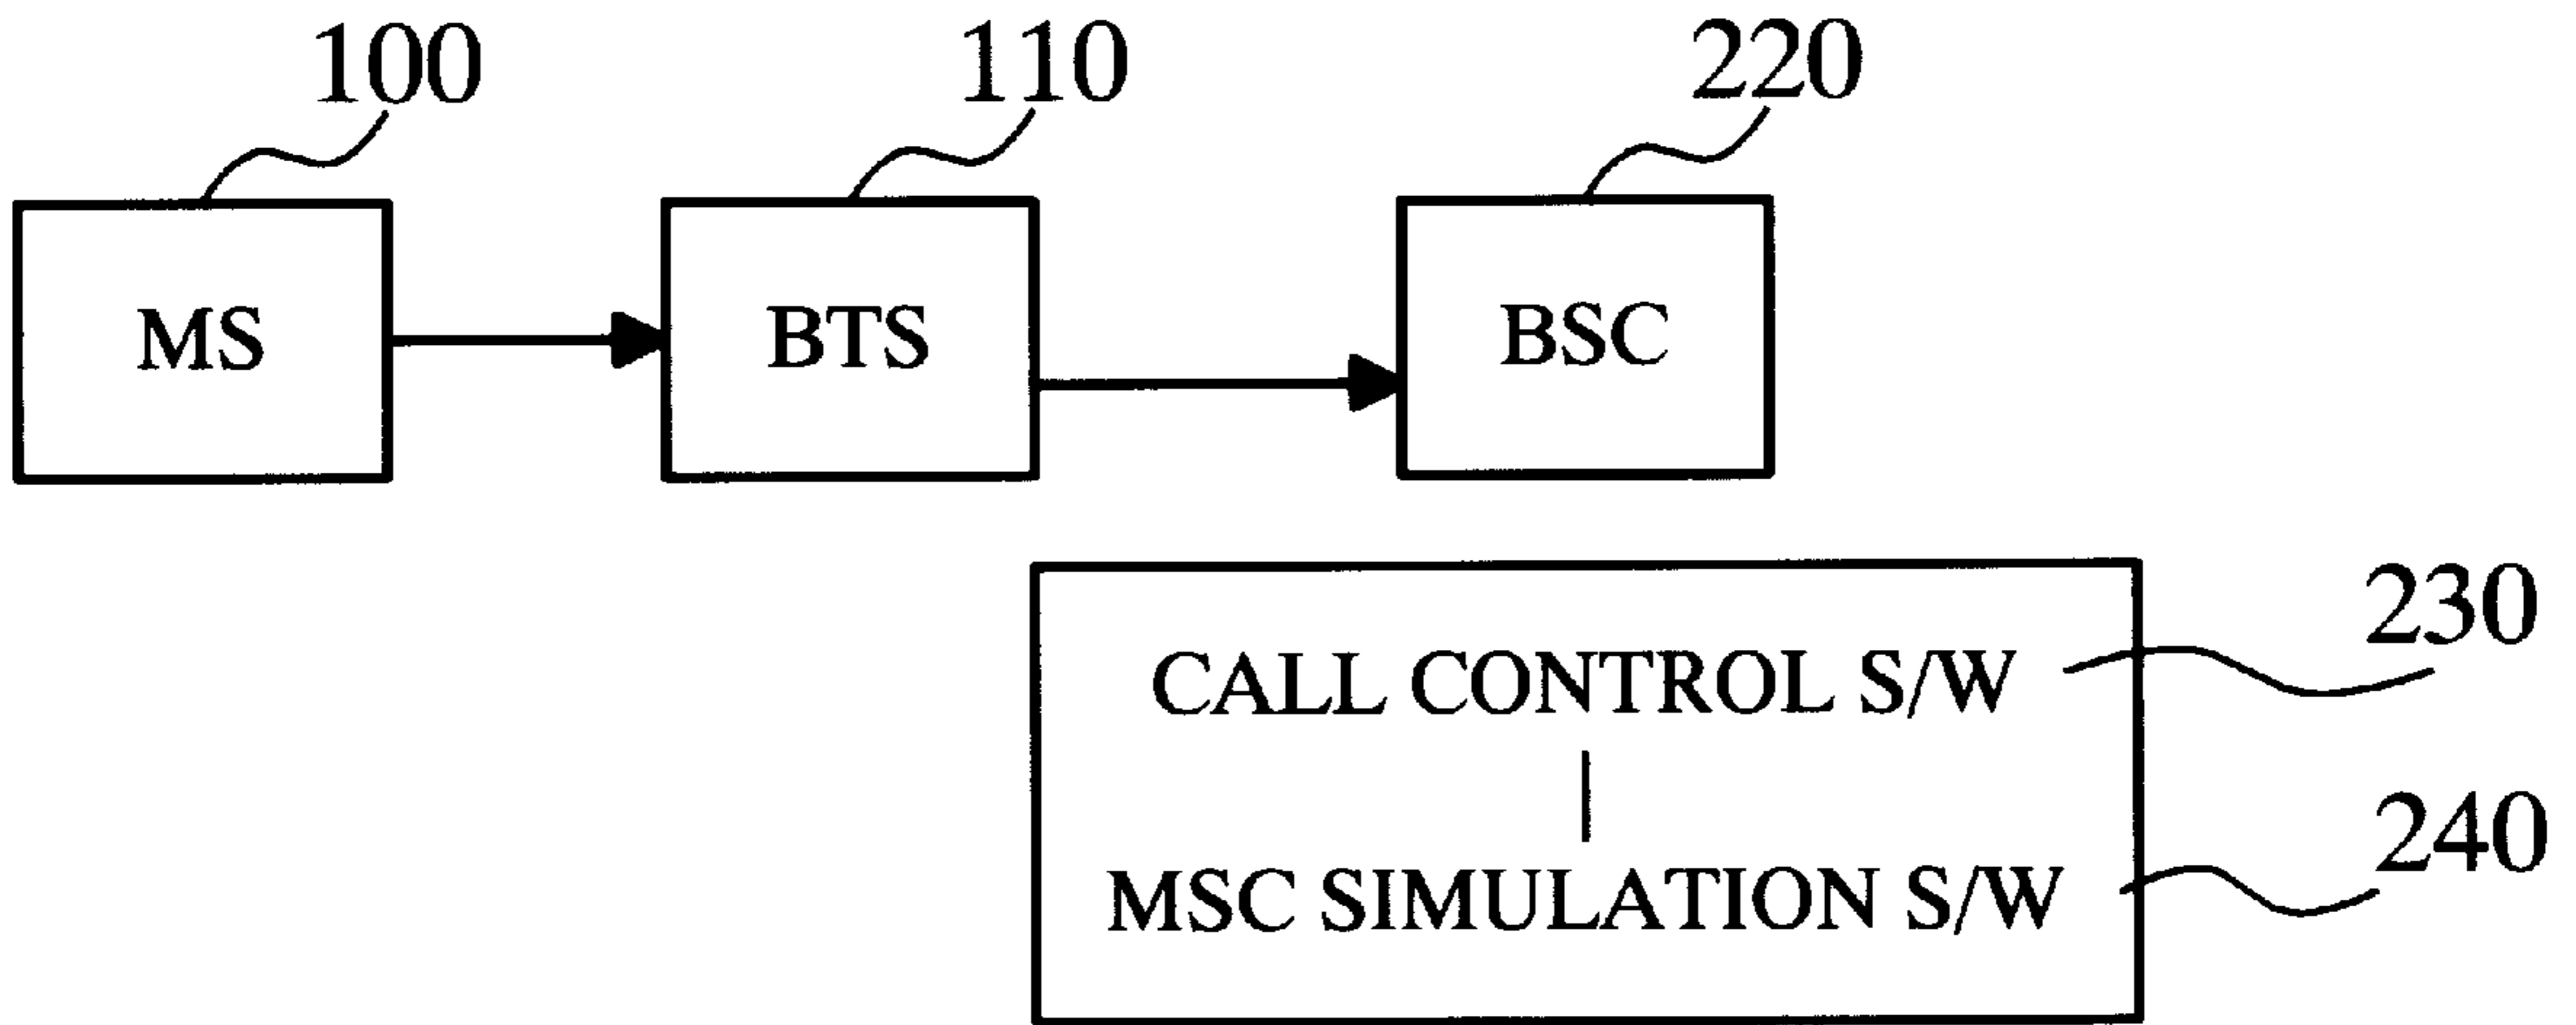 100 110 220
MS BTS BSC
CALL CONTROL S/W 230
MSC SIMULATION S/W 240